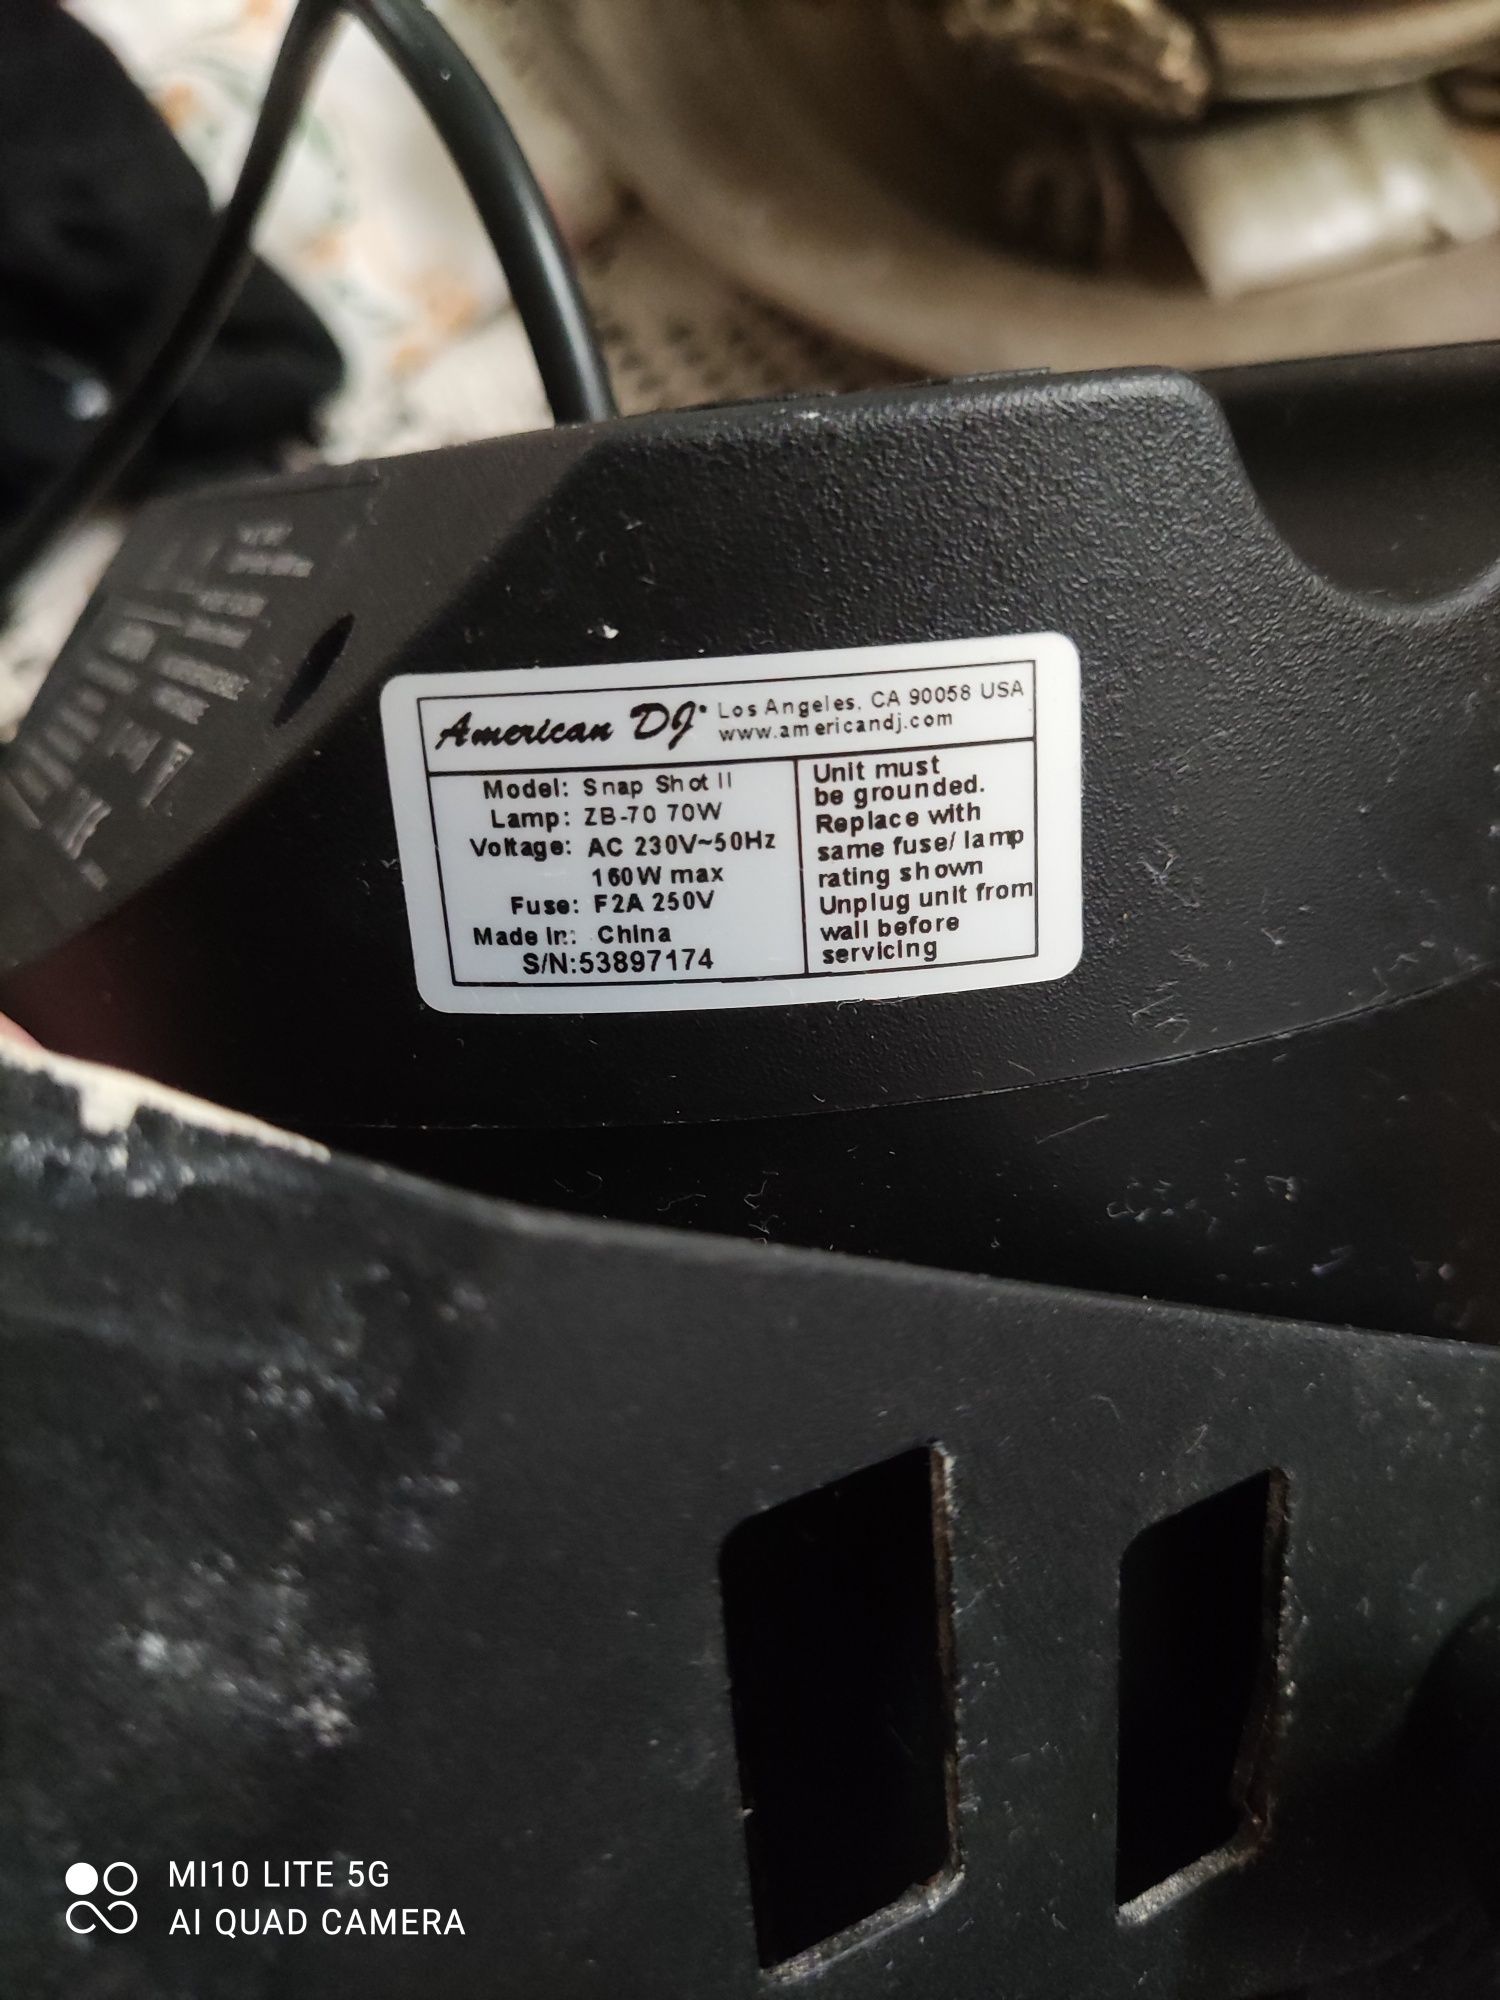 American DJ® Los Angeles, CA 90058 USA
www.americandj.com
Model: Snap Shot II
Lamp: ZB-70 70W
Voltage: AC 230V~50Hz
160W max
Fuse: F2A 250V
Made In: China
S/N:53897174
Unit must
be grounded.
Replace with
same fuse/ lamp
rating shown
Unplug unit from
wall before
servicing
MI10 LITE 5G
AI QUAD CAMERA